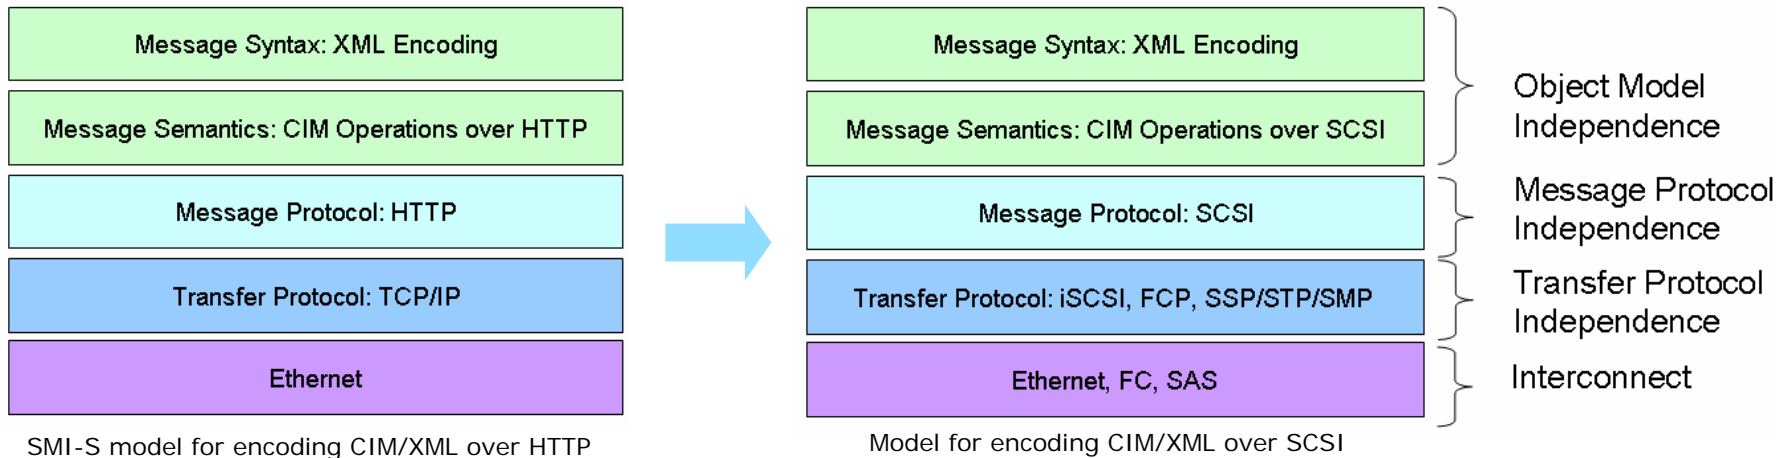 Message Syntax: XML Encoding
Message Semantics: CIM Operations over HTTP
Message Protocol: HTTP
Transfer Protocol: TCP/IP
Ethernet
SMI-S model for encoding CIM/XML over HTTP
Message Syntax: XML Encoding
Message Semantics: CIM Operations over SCSI
Message Protocol: SCSI
Transfer Protocol: iSCSI, FCP, SSP/STP/SMP
Ethernet, FC, SAS
Model for encoding CIM/XML over SCSI
Object Model
Independence
Message Protocol
Independence
Transfer Protocol
Independence
Interconnect